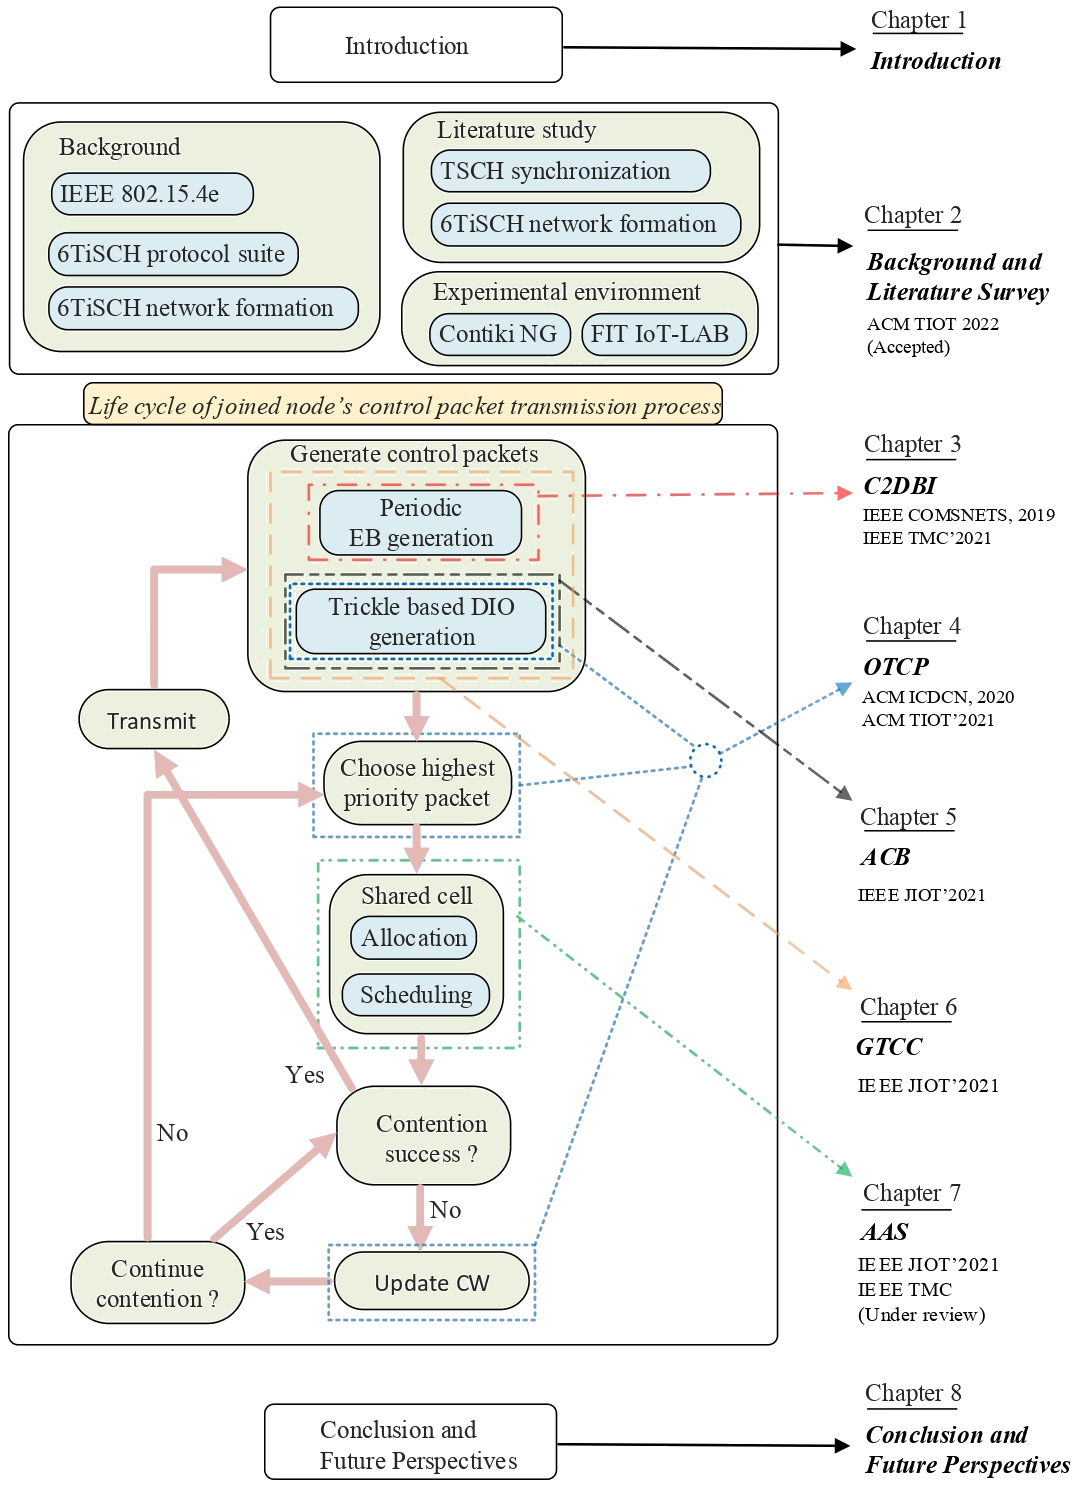 Introduction
Chapter 1
Introduction
Background
IEEE 802.15.4e
6TiSCH protocol suite
6TiSCH network formation
Literature study
TSCH synchronization
6TiSCH network formation
Experimental environment
Contiki NG
FIT IoT-LAB
Chapter 2
Background and
Literature Survey
ACM TIOT 2022
(Accepted)
Life cycle of joined node's control packet transmission process
Generate control packets
Periodic
EB generation
Trickle based DIO
generation
Transmit
Choose highest
priority packet
Shared cell
Allocation
Scheduling
Yes
No
Contention
success ?
No
Yes
Continue
contention ?
Update CW
Chapter 3
C2DBI
IEEE COMSNETS, 2019
IEEE TMC'2021
Chapter 4
OTCP
ACM ICDCN, 2020
ACM TIOT'2021
Chapter 5
ACB
IEEE JIOT'2021
Chapter 6
GTCC
IEEE JIOT'2021
Chapter 7
AAS
IEEE JIOT'2021
IEEE TMC
(Under review)
Conclusion and
Future Perspectives
Chapter 8
Conclusion and
Future Perspectives